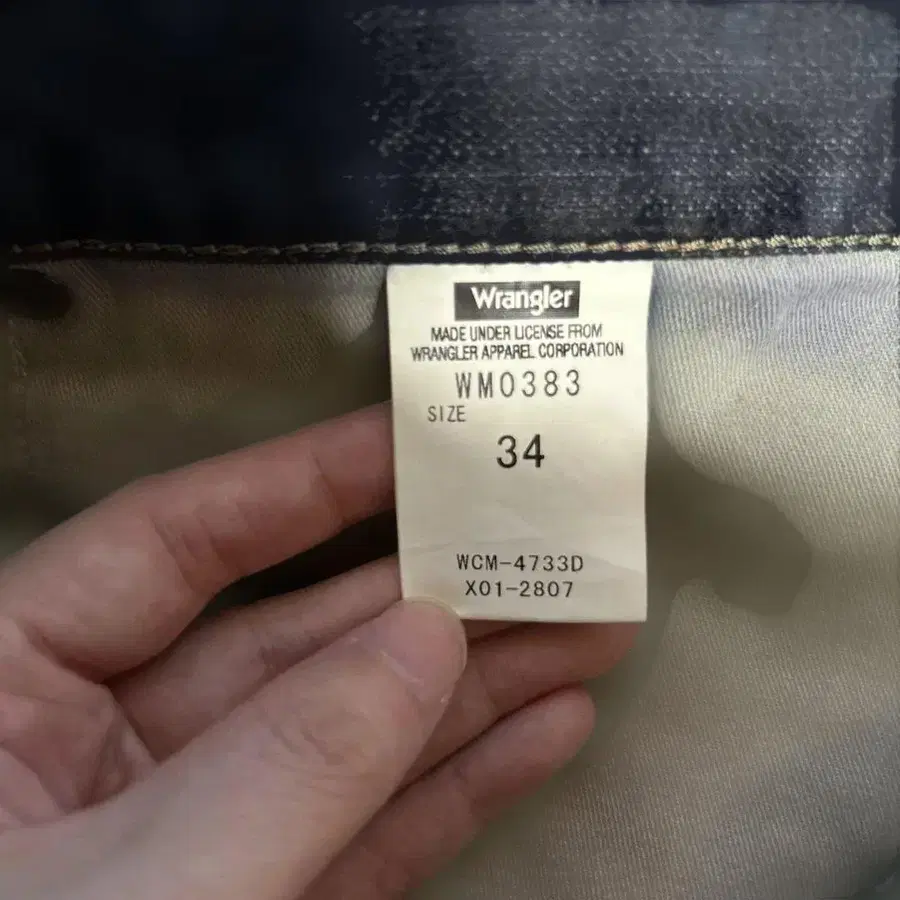 Wrangler
MADE UNDER LICENSE FROM
WRANGLER APPAREL CORPORATION
WM0383
SIZE
34
WCM-4733D
X01-2807